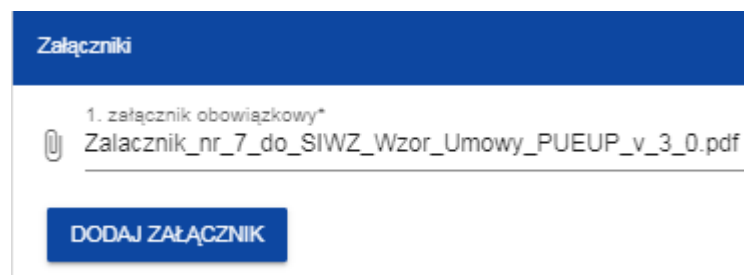 Załączniki
1. załącznik obowiązkowy*
Zalacznik_nr_7_do_SIWZ_Wzor_Umowy_PUEUP_v_3_0.pdf
DODAJ ZAŁĄCZNIK